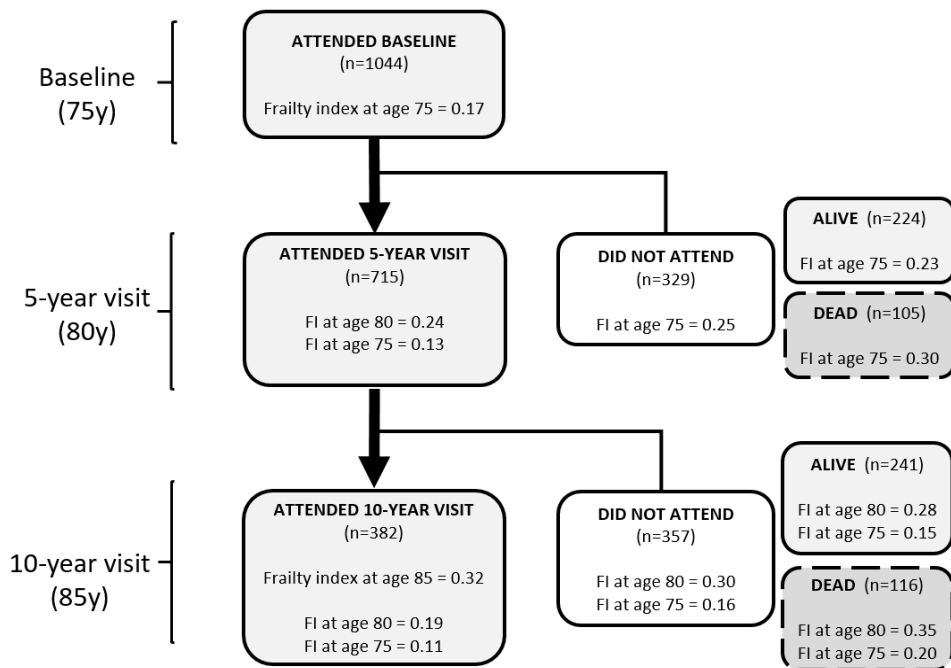 Baseline
(75y)
ATTENDED BASELINE
(n=1044)
Frailty index at age 75 = 0.17
5-year visit
(80y)
ATTENDED 5-YEAR VISIT
(n=715)
FI at age 80 = 0.24
FI at age 75 = 0.13
DID NOT ATTEND
(n=329)
FI at age 75 = 0.25
ALIVE (n=224)
FI at age 75 = 0.23
DEAD (n=105)
FI at age 75 = 0.30
10-year visit
(85y)
ATTENDED 10-YEAR VISIT
(n=382)
Frailty index at age 85 = 0.32
FI at age 80 = 0.19
FI at age 75 = 0.11
DID NOT ATTEND
(n=357)
FI at age 80 = 0.30
FI at age 75 = 0.16
ALIVE (n=241)
FI at age 80 = 0.28
FI at age 75 = 0.15
DEAD (n=116)
FI at age 80 = 0.35
FI at age 75 = 0.20